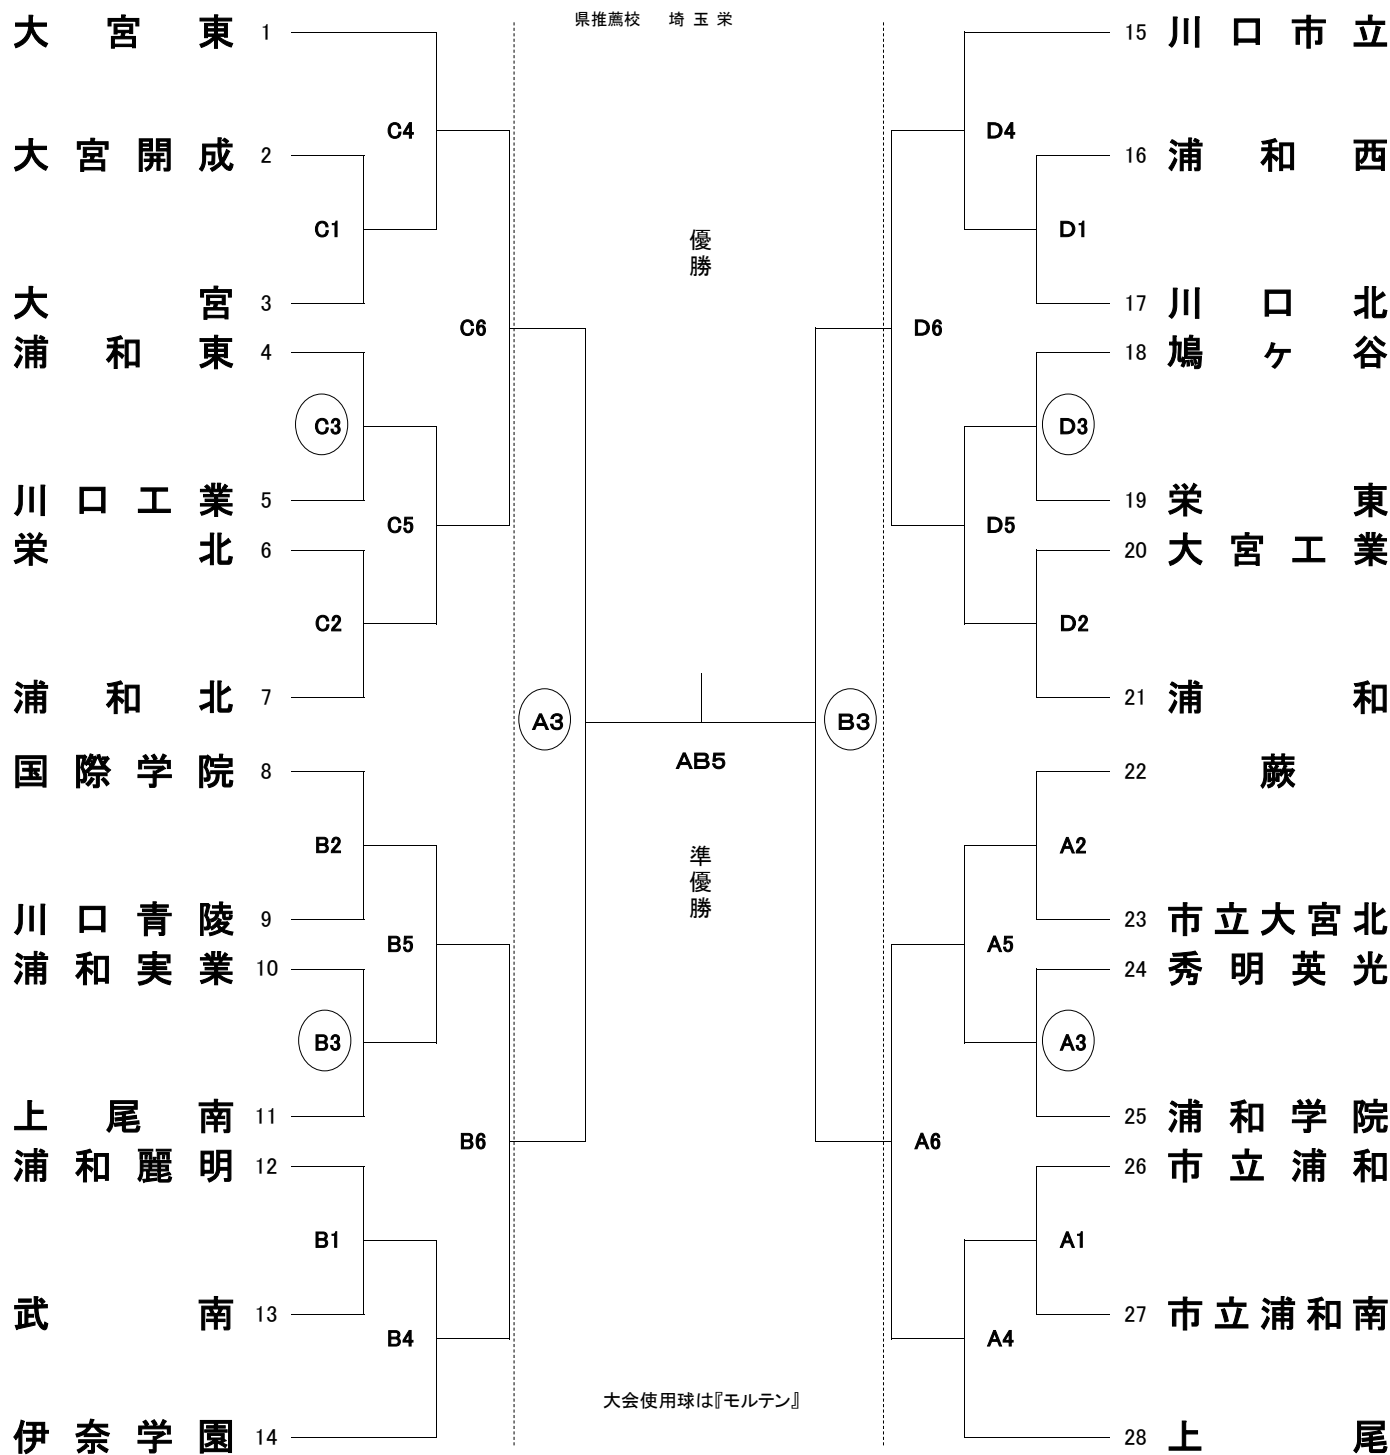 県推薦校 埼玉栄
大宮東 1
C4
大宮開成 2
C1
大宮 3
C6
浦和東 4
C3
川口工業 5
C5
栄北 6
C2
浦和北 7
A3
国際学院 8
B2
川口青陵 9
B5
浦和実業 10
B3
上尾南 11
B6
浦和麗明 12
B1
武南 13
B4
伊奈学園 14
優勝
AB5
準優勝
大会使用球は『モルテン』
15 川口市立
D4
16 浦和西
D1
17 川口北
D6
18 鳩ヶ谷
D3
19 栄東
D5
20 大宮工業
D2
21 浦和
B3
22 蕨
A2
23 市立大宮北
A5
24 秀明英光
A3
25 浦和学院
A6
26 市立浦和
A1
27 市立浦和南
A4
28 上尾